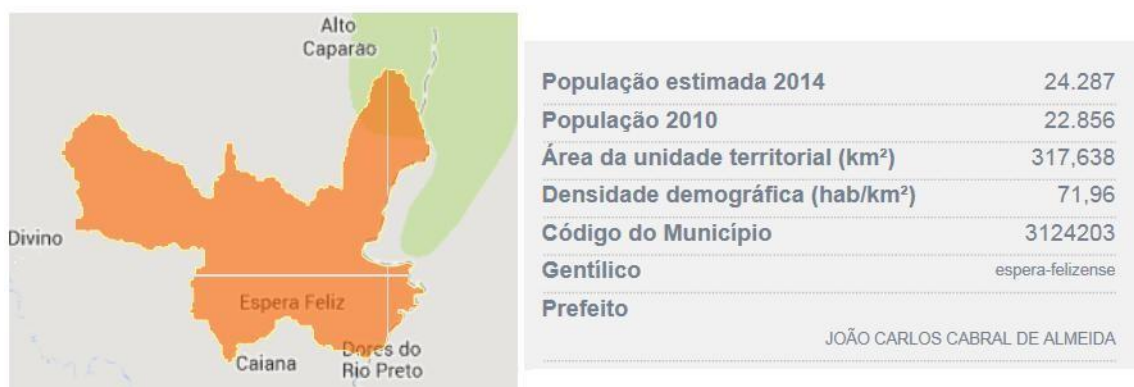 Alto
Caparao
Divino
Espera Feliz
Caiana
Dores do
Rio Preto
População estimada 2014 24.287
População 2010 22.856
Área da unidade territorial (km²) 317,638
Densidade demográfica (hab/km²) 71,96
Código do Município 3124203
Gentílico espera-felizense
Prefeito
JOÃO CARLOS CABRAL DE ALMEIDA